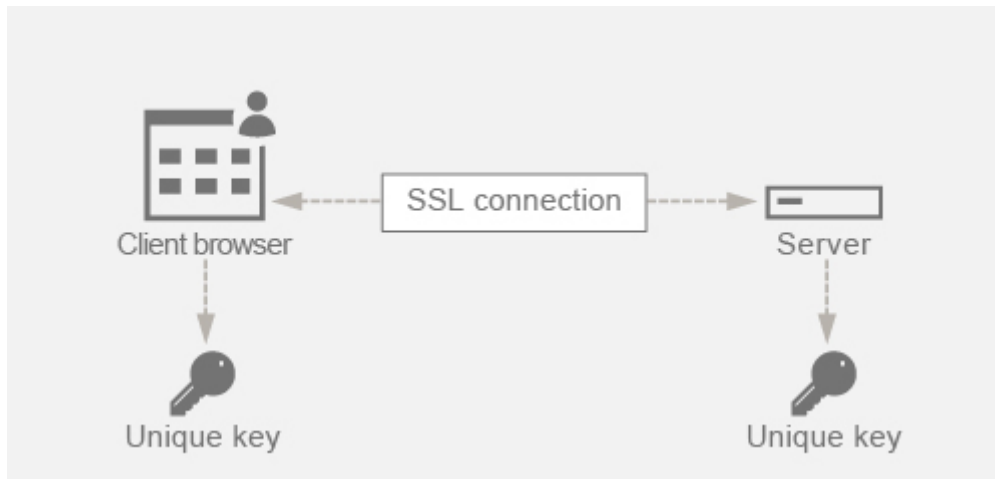 SSL connection
Client browser
Server
Unique key
Unique key